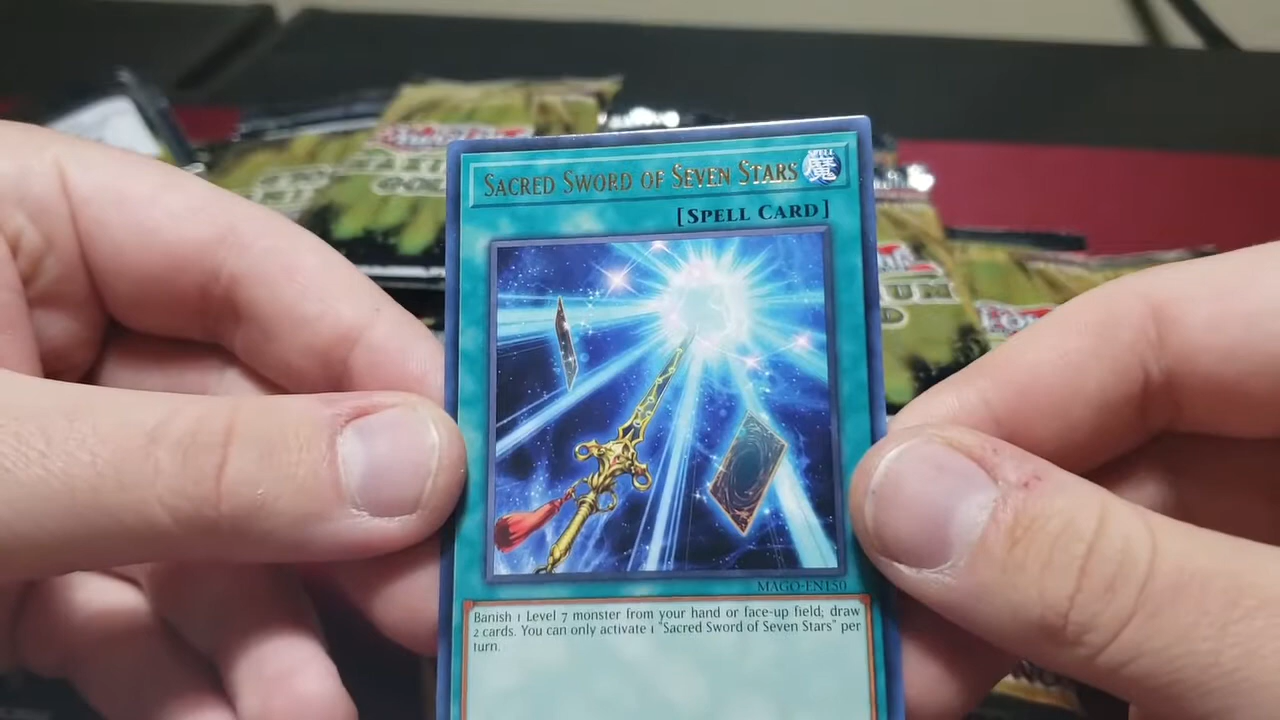 SACRED SWORD OF SEVEN STARS
SPELL
魔
[SPELL CARD]
MAGO-EN150
Banish 1 Level 7 monster from your hand or face-up field; draw
2 cards. You can only activate 1 "Sacred Sword of Seven Stars" per
turn.